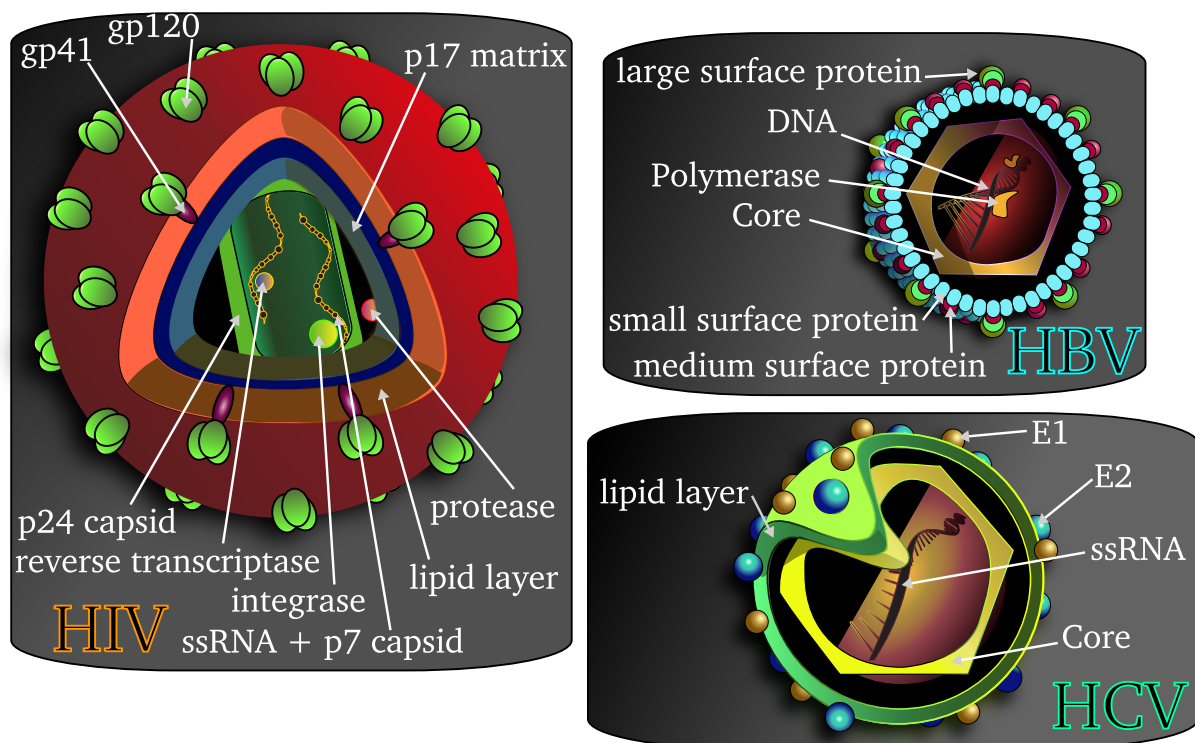 gp120
gp41
p17 matrix
p24 capsid
protease
reverse transcriptase
lipid layer
integrase
HIV
ssRNA + p7 capsid
large surface protein
DNA
Polymerase
Core
small surface protein
medium surface protein
HBV
E1
E2
lipid layer
ssRNA
Core
HCV